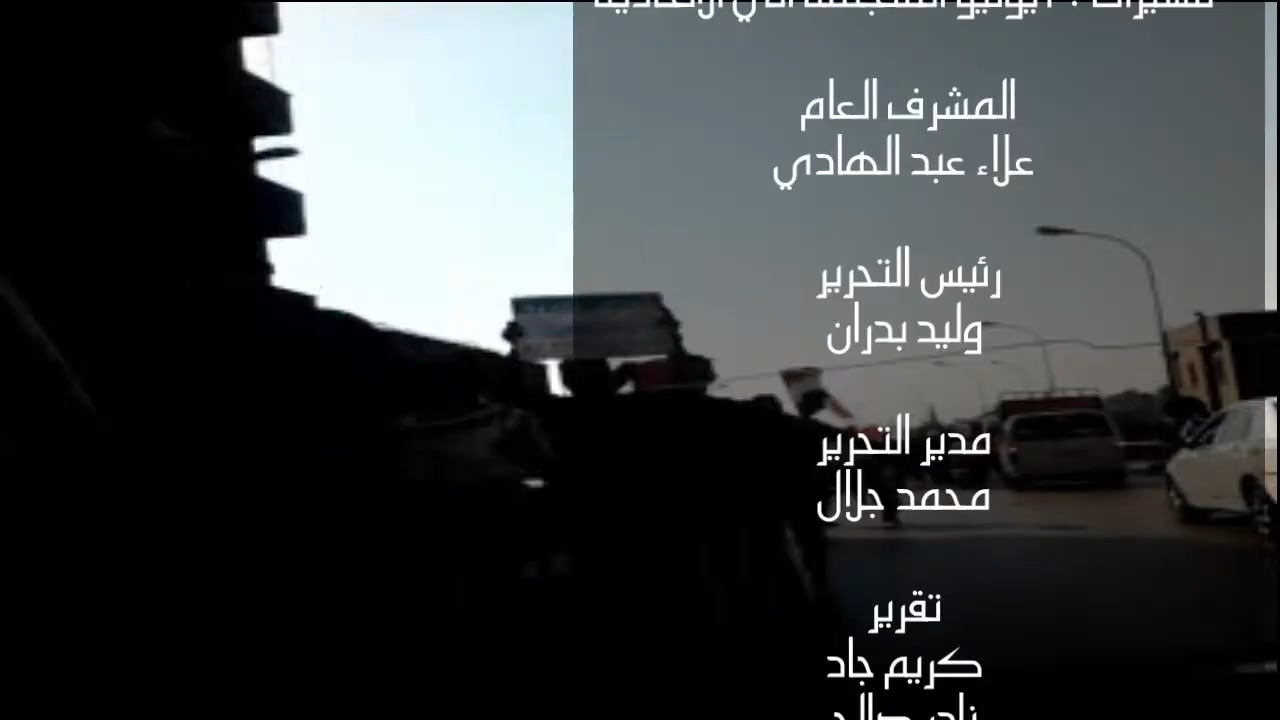 المشرف العام
علاء عبد الهادي
رئيس التحرير
وليد بدران
مدير التحرير
محمد جلال
تقرير
كريم جاد